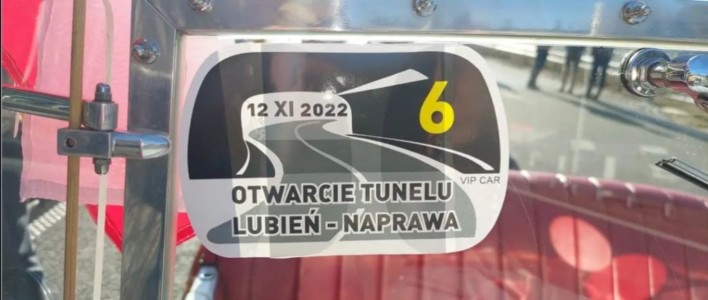 12 XI 2022
6
VIP CAR
OTWARCIE TUNELU
LUBIEŃ - NAPRAWA